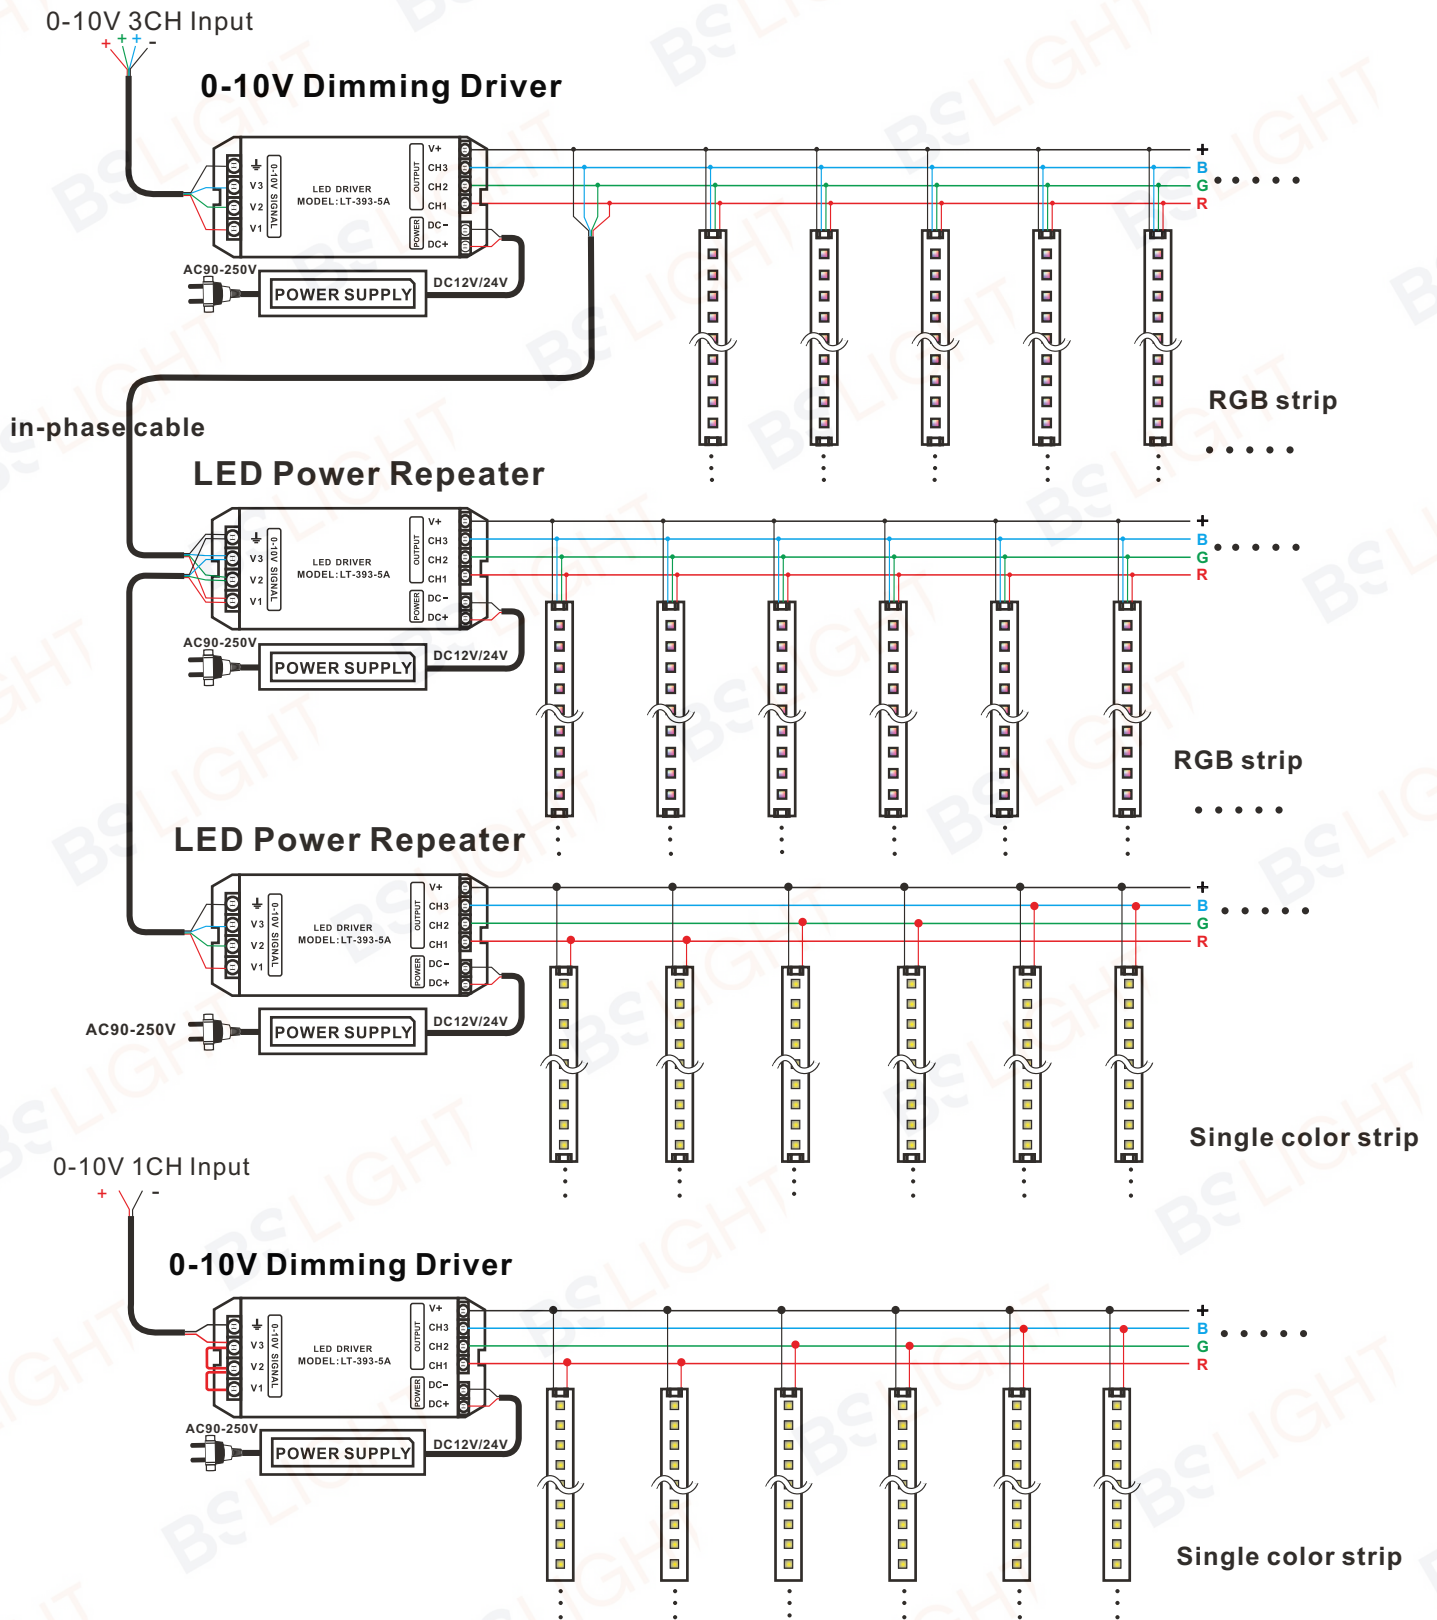 0-10V 3CH Input
+ + + -
0-10V Dimming Driver
V3
V2
V1
0-10V SIGNAL
LED DRIVER
MODEL:LT-393-5A
OUTPUT
V+
CH3
CH2
CH1
POWER
DC-
DC+
+
B
G
R
AC90-250V
POWER SUPPLY
DC12V/24V
RGB strip
in-phase cable
LED Power Repeater
V3
V2
V1
0-10V SIGNAL
LED DRIVER
MODEL:LT-393-5A
OUTPUT
V+
CH3
CH2
CH1
POWER
DC-
DC+
+
B
G
R
AC90-250V
POWER SUPPLY
DC12V/24V
RGB strip
LED Power Repeater
V3
V2
V1
0-10V SIGNAL
LED DRIVER
MODEL:LT-393-5A
OUTPUT
V+
CH3
CH2
CH1
POWER
DC-
DC+
+
B
G
R
AC90-250V
POWER SUPPLY
DC12V/24V
Single color strip
0-10V 1CH Input
+ -
0-10V Dimming Driver
V3
V2
V1
0-10V SIGNAL
LED DRIVER
MODEL:LT-393-5A
OUTPUT
V+
CH3
CH2
CH1
POWER
DC-
DC+
+
B
G
R
AC90-250V
POWER SUPPLY
DC12V/24V
Single color strip
BSLIGHT